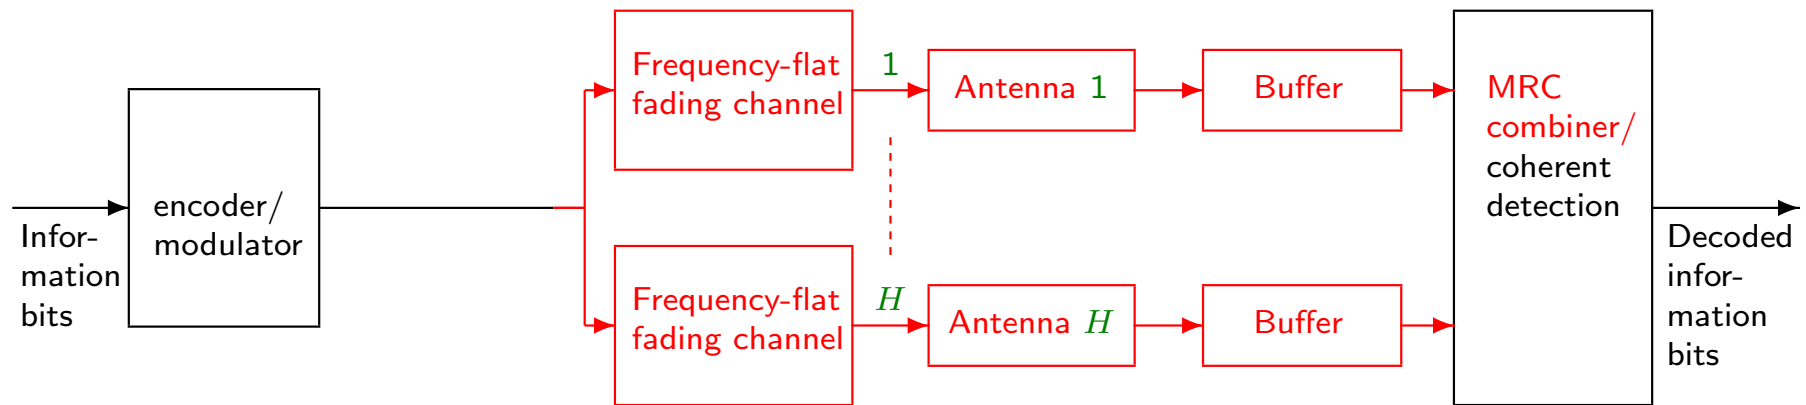 Infor-
mation
bits
encoder/
modulator
Frequency-flat
fading channel
1
Antenna 1
Buffer
Frequency-flat
fading channel
H
Antenna H
Buffer
MRC
combiner/
coherent
detection
Decoded
infor-
mation
bits